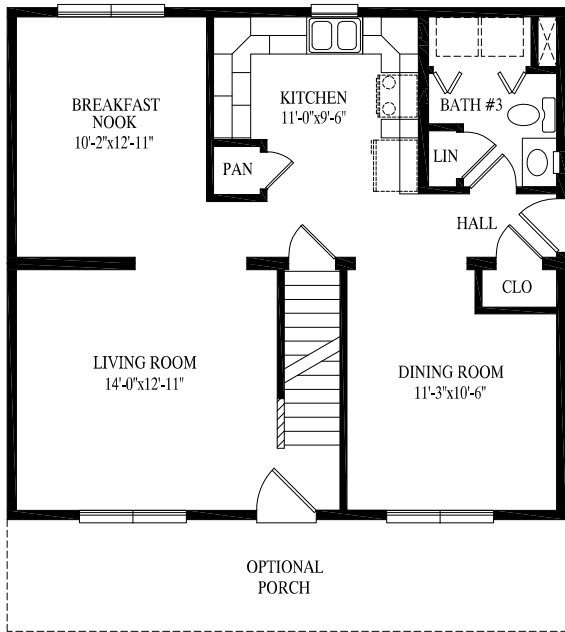 BREAKFAST
NOOK
10'-2"x12'-11"
KITCHEN
11'-0"x9'-6"
BATH #3
PAN
LIN
HALL
CLO
LIVING ROOM
14'-0"x12'-11"
DINING ROOM
11'-3"x10'-6"
OPTIONAL
PORCH